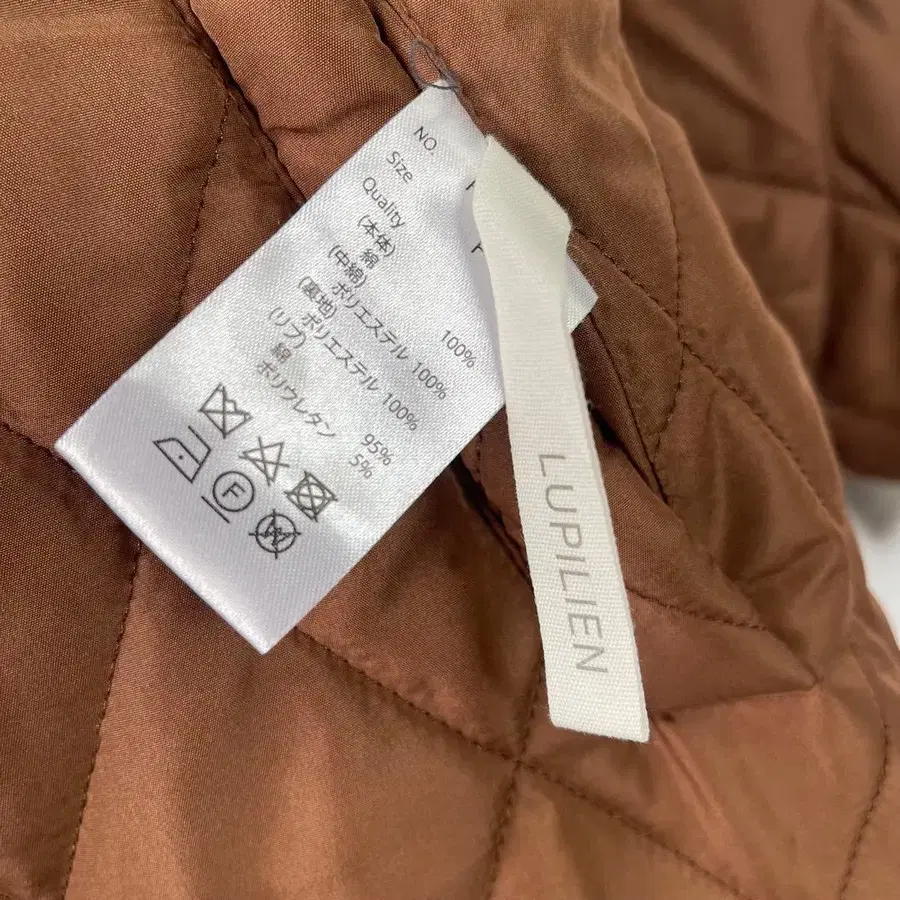 NO.
Size
Quality
(本体)
綿 100%
(中綿)
ポリエステル 100%
(裏地)
ポリエステル 100%
(リブ)
綿 95%
ポリウレタン 5%
F
W
LUPILIEN